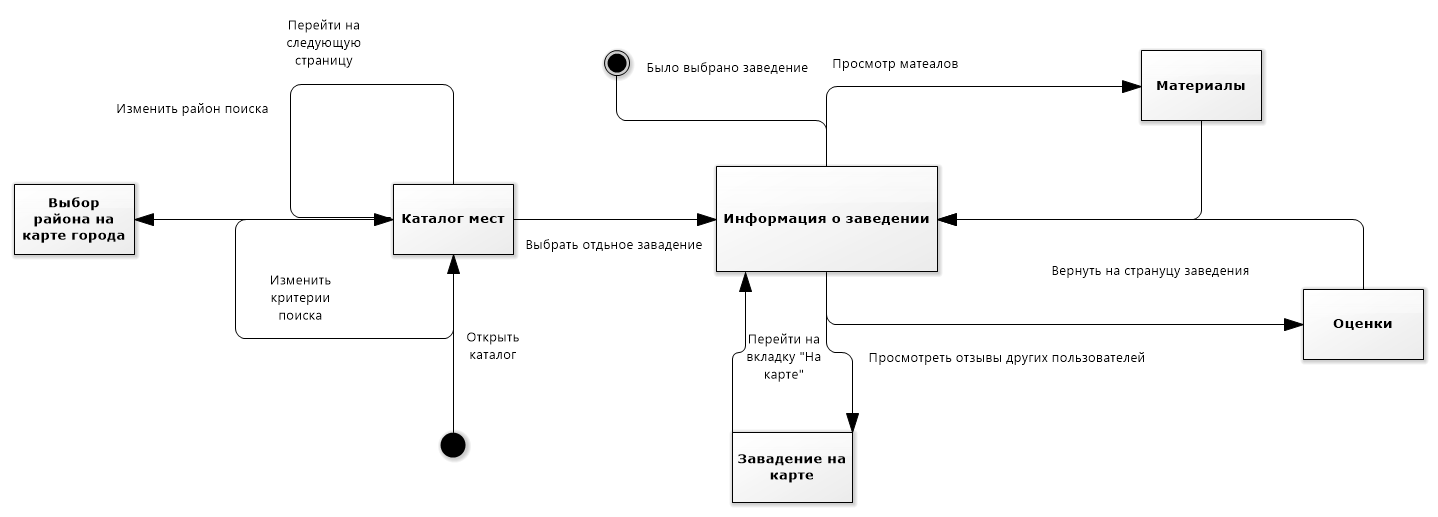 Перейти на
следующую
страницу
Изменить район поиска
Было выбрано заведение
Просмотр матеалов
Материалы
Выбор
района на
карте города
Каталог мест
Информация о заведении
Выбрать отдьное завадение
Изменить
критерии
поиска
Открыть
каталог
Вернуть на странуцу заведения
Оценки
Перейти на
вкладку "На
карте"
Просмотреть отзывы других пользователей
Завадение на
карте